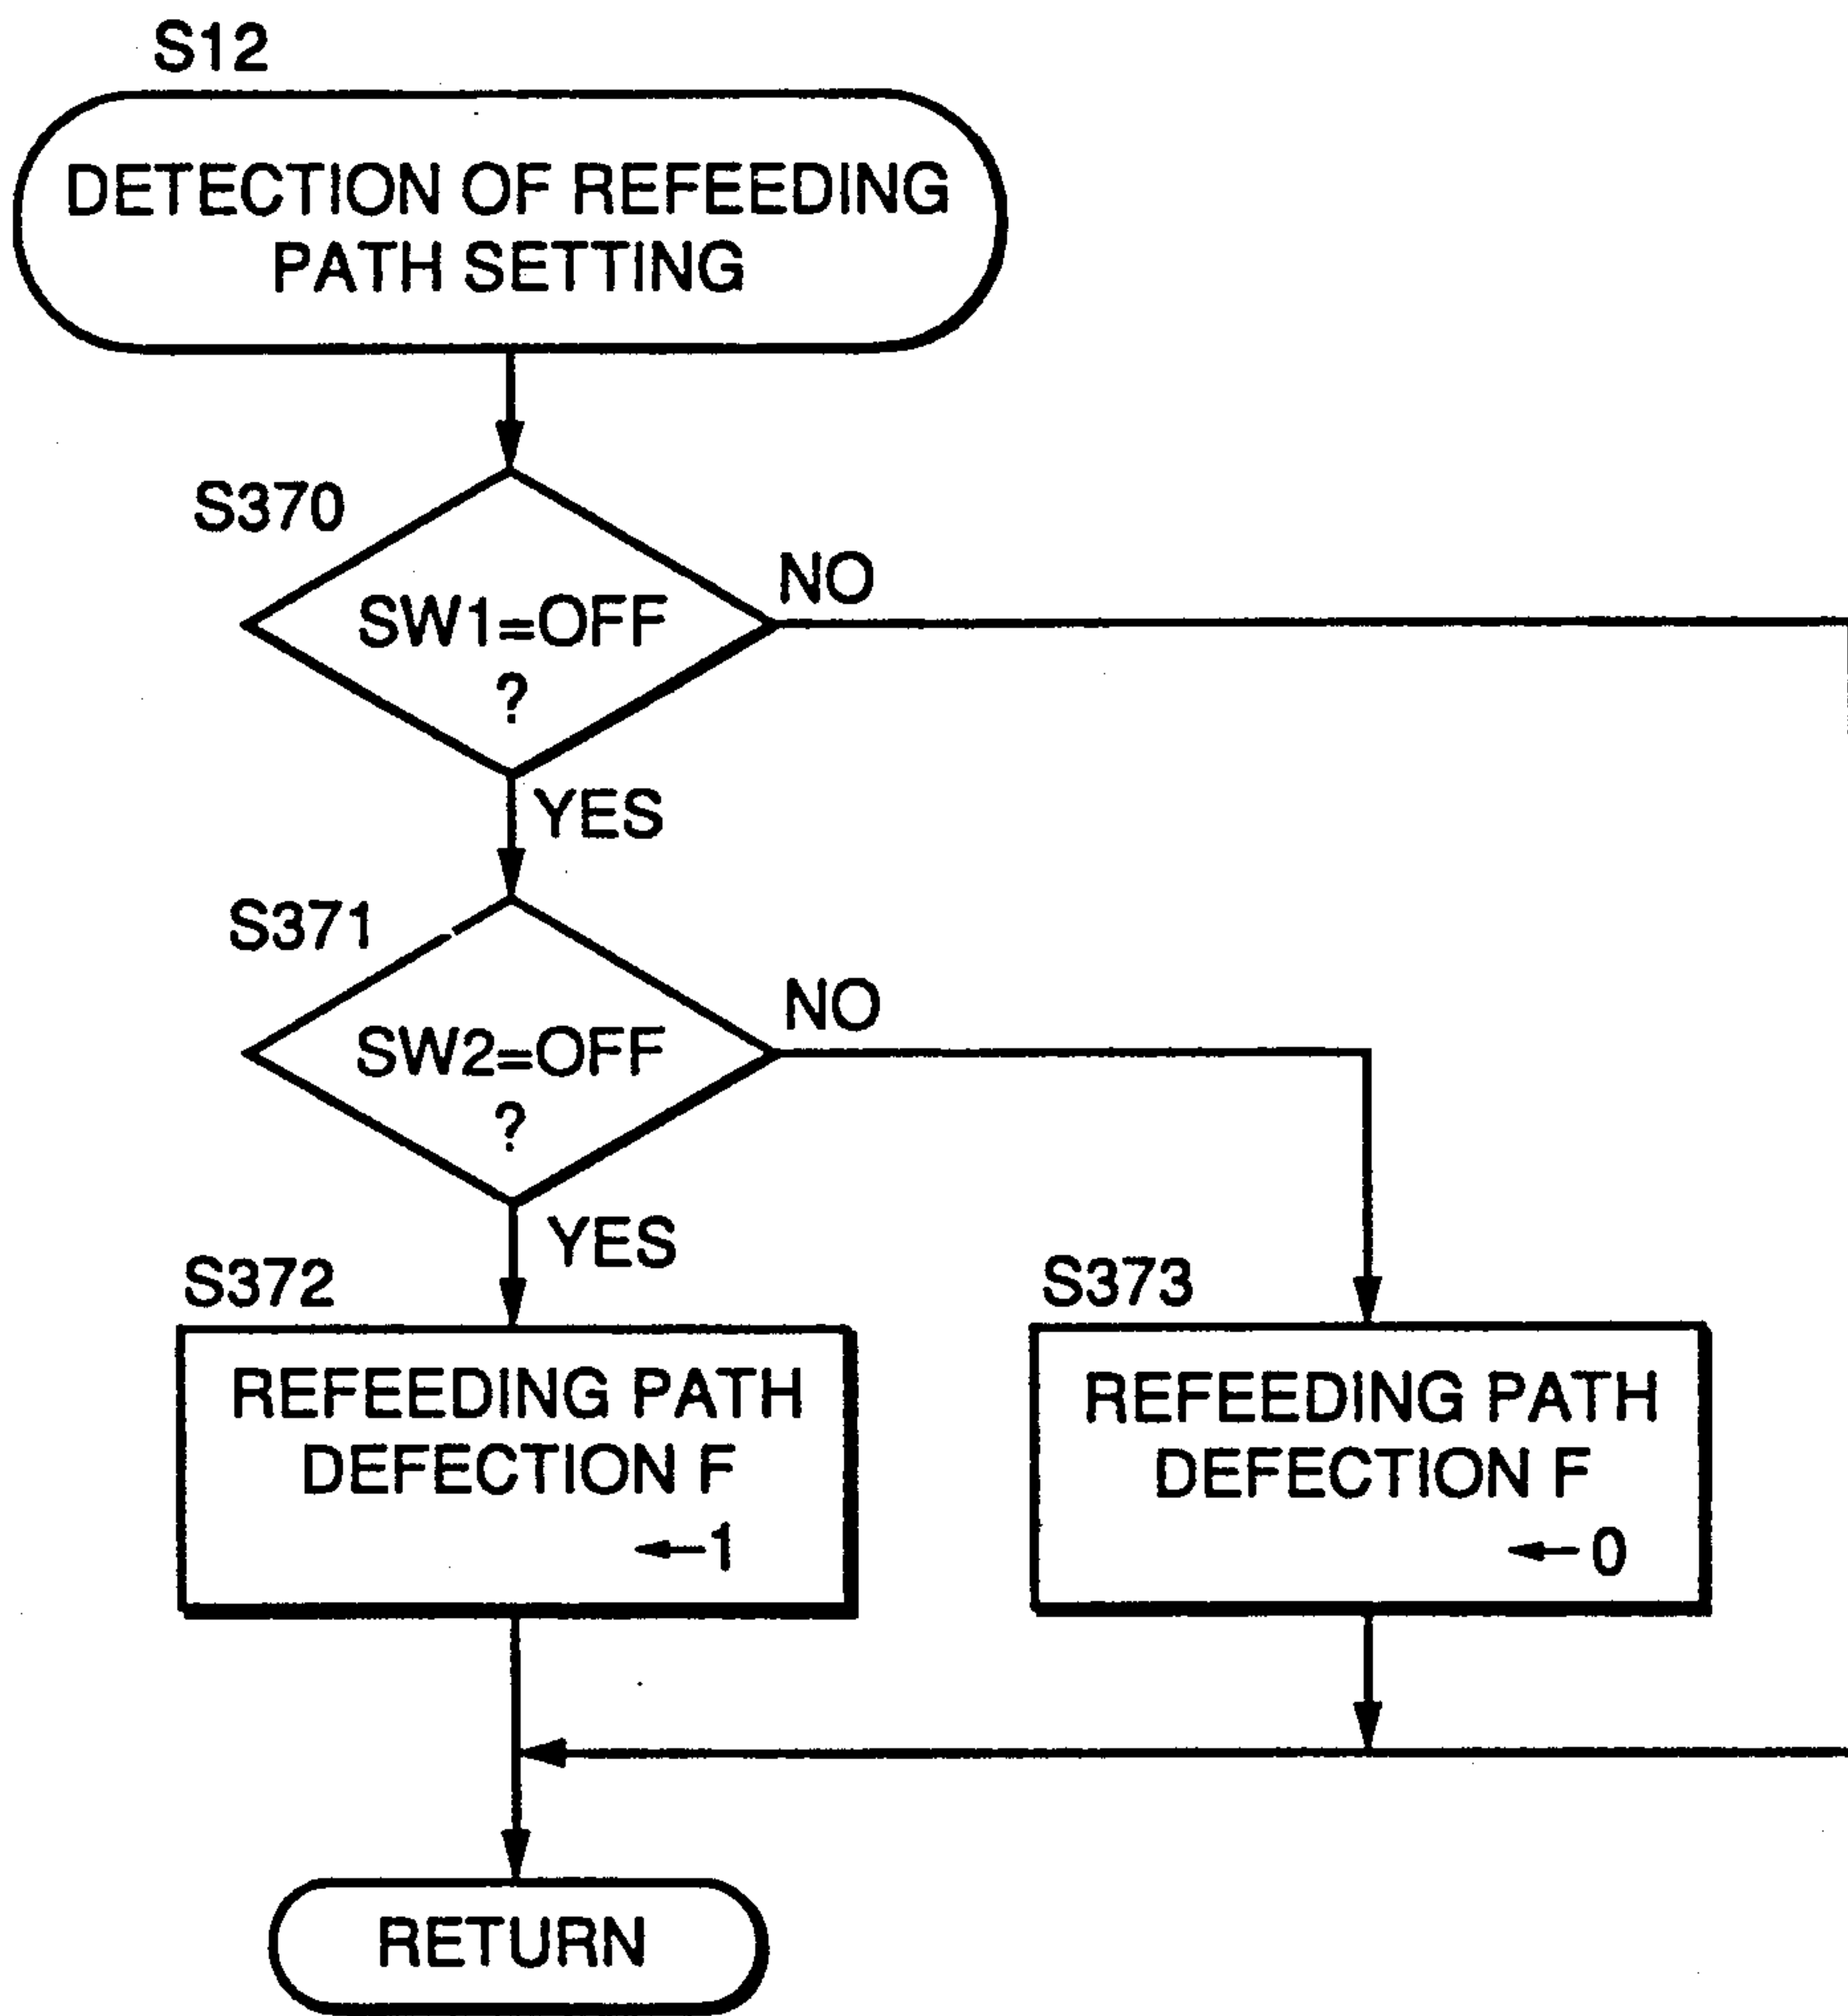 S12
DETECTION OF REFEEDING
PATH SETTING
S370
SW1=OFF
?
NO
YES
S371
SW2=OFF
?
NO
YES
S372
REFEEDING PATH
DEFECTION F
←1
S373
REFEEDING PATH
DEFECTION F
←0
RETURN